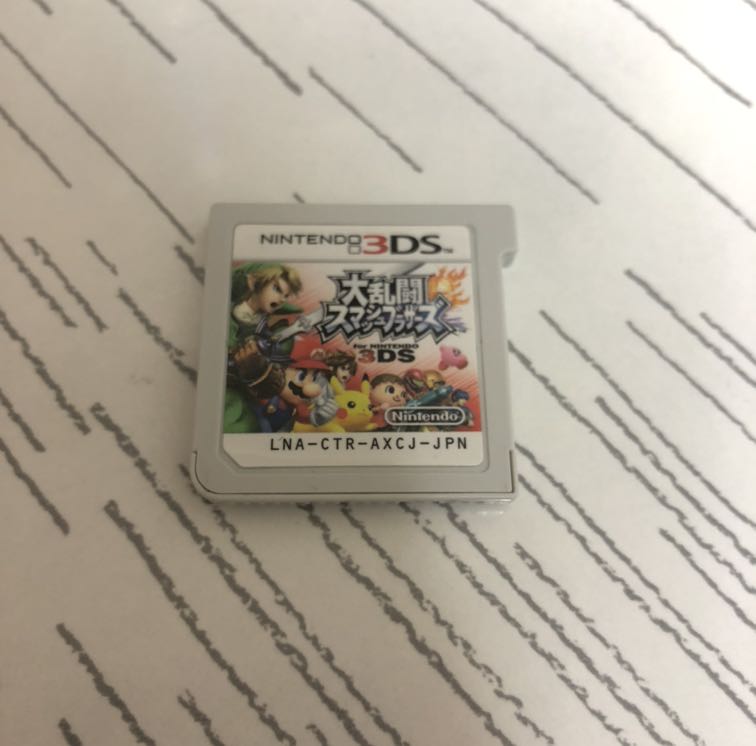 NINTENDO 3DS™
大乱闘
スマッシュブラザーズ
for NINTENDO
3DS
Nintendo
LNA-CTR-AXCJ-JPN